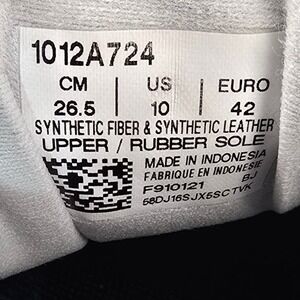 1012A724
CM | US | EURO
26.5 | 10 | 42
SYNTHETIC FIBER & SYNTHETIC LEATHER
UPPER / RUBBER SOLE
MADE IN INDONESIA
FABRIQUE EN INDONESIE
F910121 BJ
58DJ16SJX5SCTVK